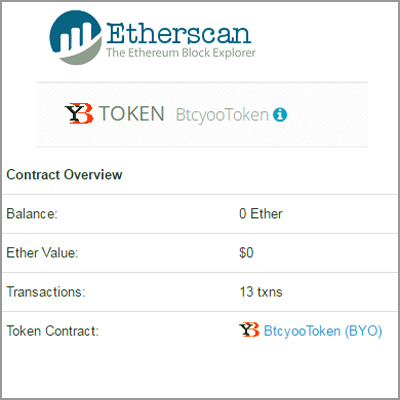 Etherscan
The Ethereum Block Explorer
YB TOKEN BtcyooToken i
Contract Overview
Balance: 0 Ether
Ether Value: $0
Transactions: 13 txns
Token Contract: YB BtcyooToken (BYO)